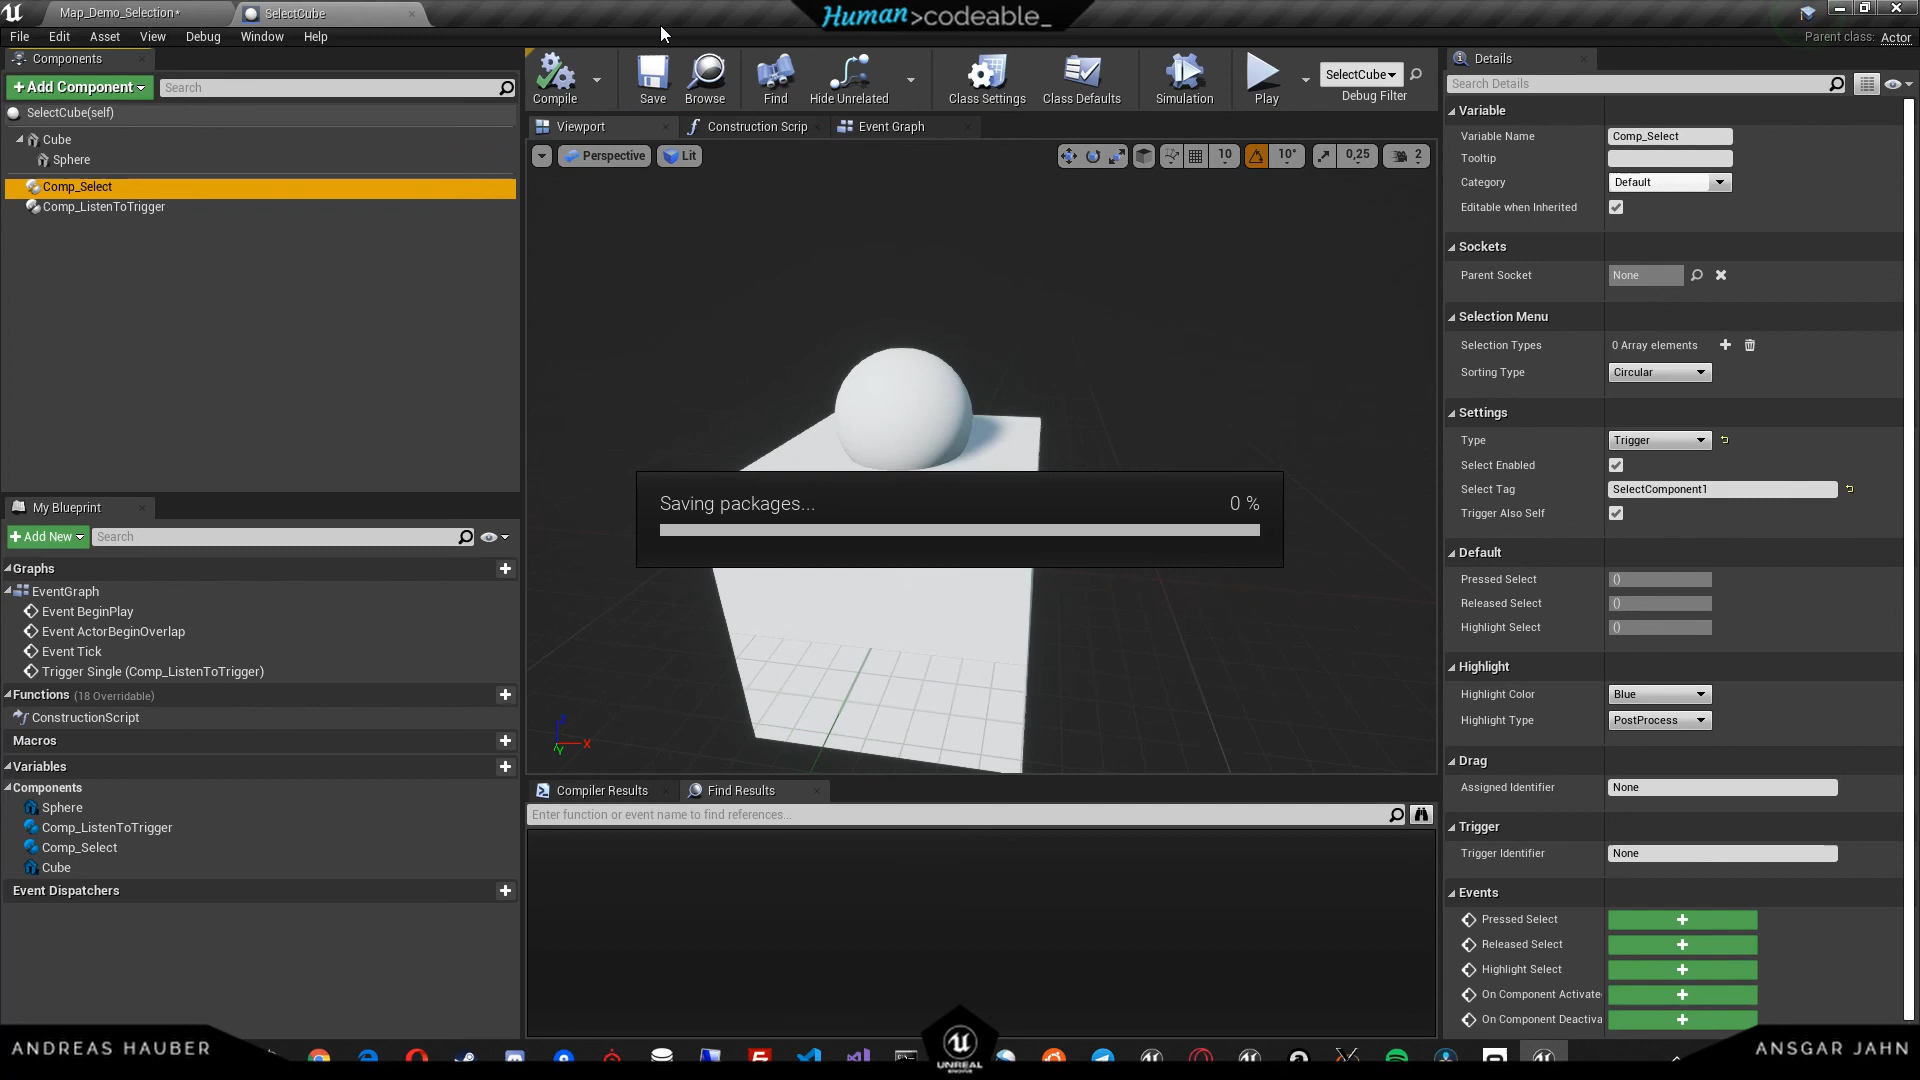 Map_Demo_Selection*
SelectCube
Human>codeable_
File
Edit
Asset
View
Debug
Window
Help
Parent class: Actor
Components
+Add Component
Search
SelectCube(self)
Cube
Sphere
Comp_Select
Comp_ListenToTrigger
Compile
Save
Browse
Find
Hide Unrelated
Class Settings
Class Defaults
Simulation
Play
SelectCube
Debug Filter
Viewport
Construction Scrip
Event Graph
Perspective
Lit
10
10°
0,25
2
Saving packages...
0 %
X
Y
My Blueprint
+Add New
Search
Graphs
EventGraph
Event BeginPlay
Event ActorBeginOverlap
Event Tick
Trigger Single (Comp_ListenToTrigger)
Functions (18 Overridable)
ConstructionScript
Macros
Variables
Components
Sphere
Comp_ListenToTrigger
Comp_Select
Cube
Event Dispatchers
Compiler Results
Find Results
Enter function or event name to find references...
Details
Search Details
Variable
Variable Name
Comp_Select
Tooltip
Category
Default
Editable when Inherited
Sockets
Parent Socket
None
Selection Menu
Selection Types
0 Array elements
Sorting Type
Circular
Settings
Type
Trigger
Select Enabled
Select Tag
SelectComponent1
Trigger Also Self
Default
Pressed Select
()
Released Select
()
Highlight Select
()
Highlight
Highlight Color
Blue
Highlight Type
PostProcess
Drag
Assigned Identifier
None
Trigger
Trigger Identifier
None
Events
Pressed Select
Released Select
Highlight Select
On Component Activate
On Component Deactiva
ANDREAS HAUBER
UNREAL
ENGINE
ANSGAR JAHN